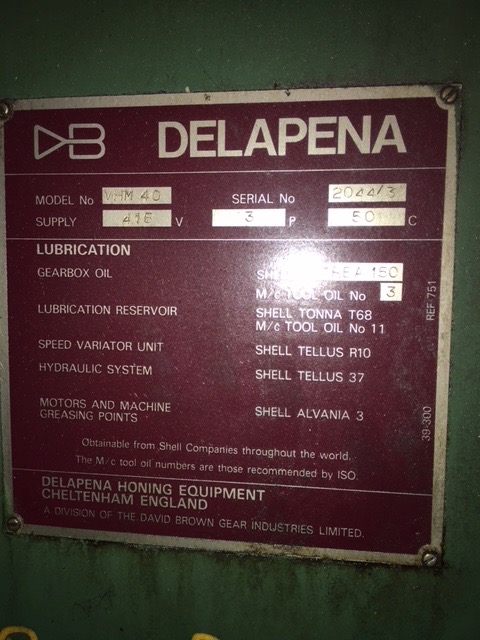 DB DELAPENA
MODEL No VHM 40 SERIAL No 2044/3
SUPPLY 415 V 3 P 50 C
LUBRICATION
GEARBOX OIL 150
M/c TOOL OIL No 3
LUBRICATION RESERVOIR SHELL TONNA T68
M/c TOOL OIL No 11
SPEED VARIATOR UNIT SHELL TELLUS R10
HYDRAULIC SYSTEM SHELL TELLUS 37
MOTORS AND MACHINE
GREASING POINTS SHELL ALVANIA 3
Obtainable from Shell Companies throughout the world.
The M/c tool oil numbers are those recommended by ISO.
DELAPENA HONING EQUIPMENT
CHELTENHAM ENGLAND
A DIVISION OF THE DAVID BROWN GEAR INDUSTRIES LIMITED.
REF 751
39-300